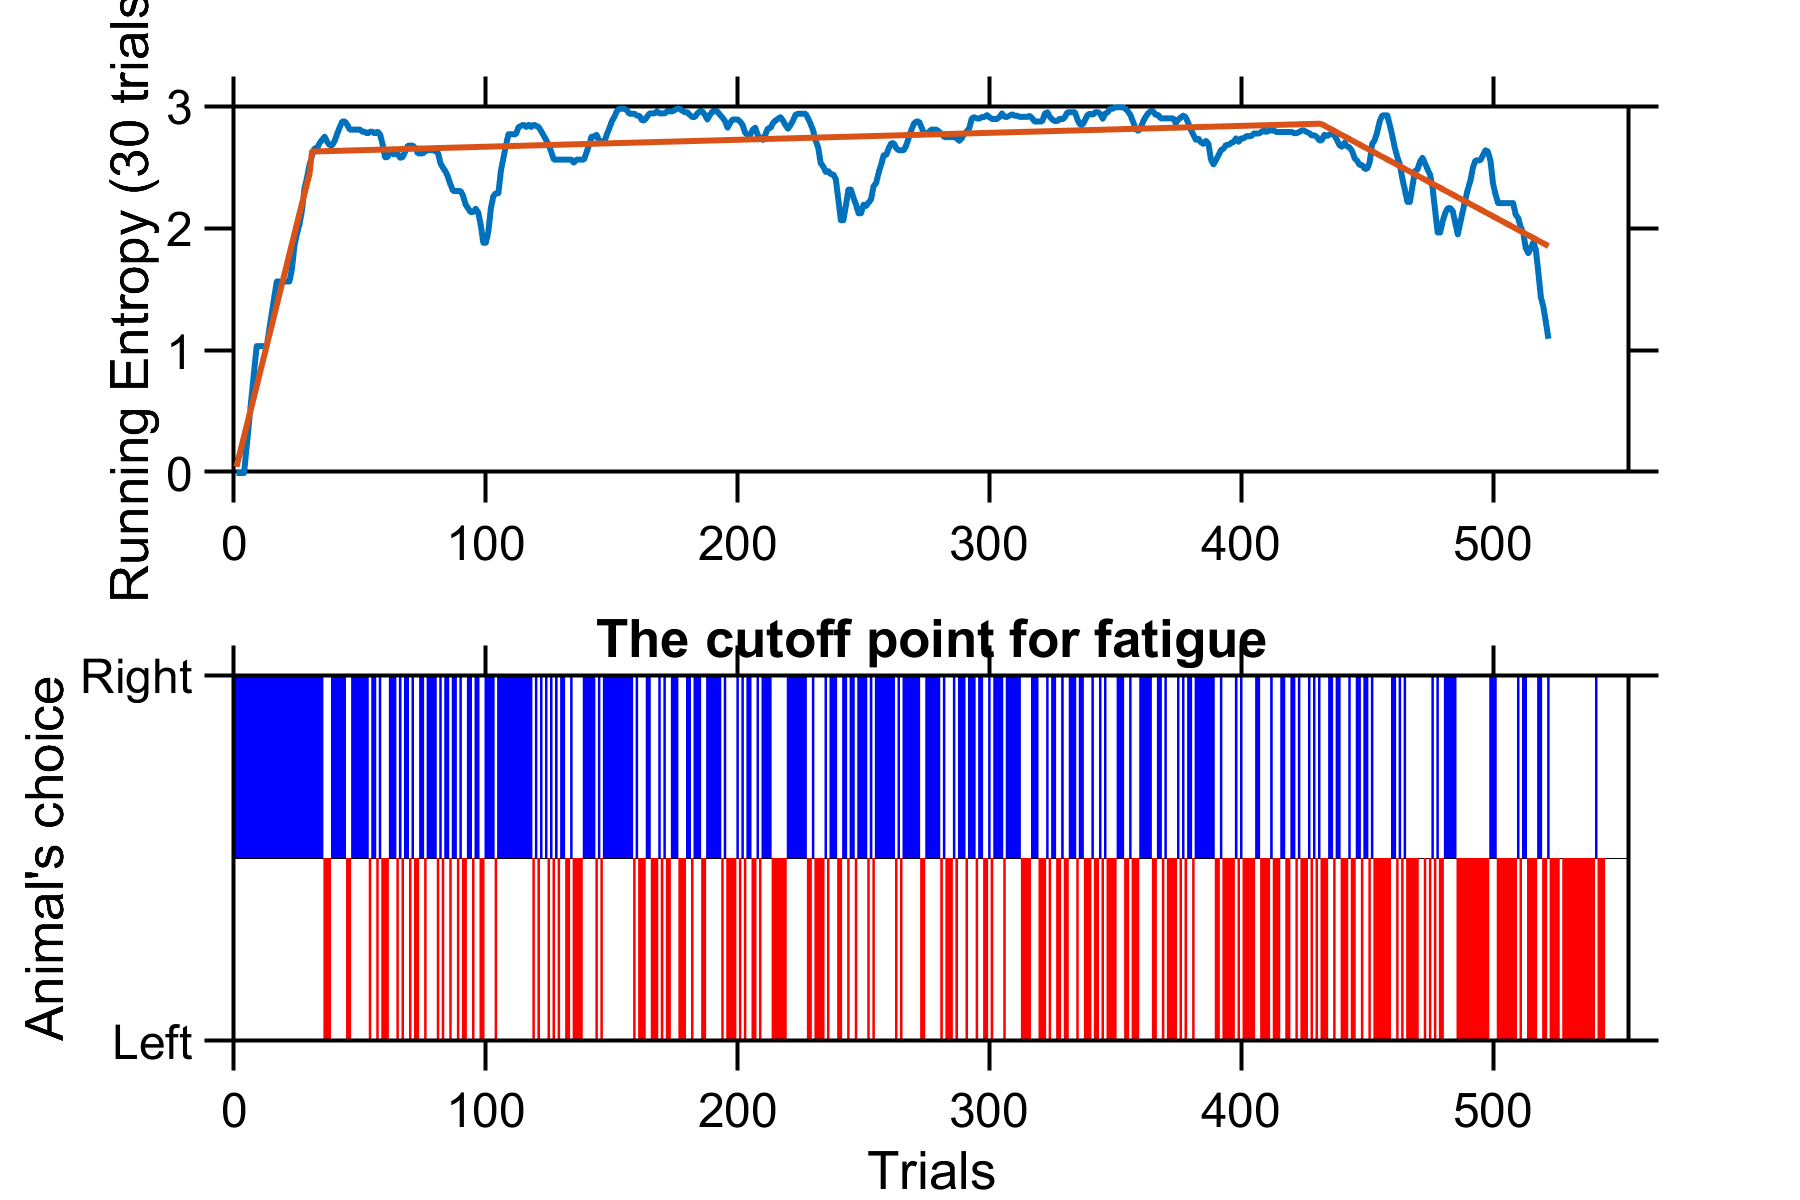 Running Entropy (30 trials
3
2
1
0
0 100 200 300 400 500
The cutoff point for fatigue
Animal's choice
Right
Left
0 100 200 300 400 500
Trials